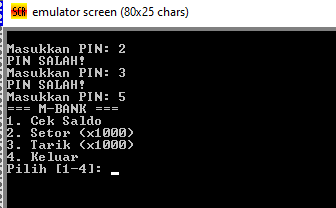 emulator screen (80x25 chars)
Masukkan PIN: 2
PIN SALAH!
Masukkan PIN: 3
PIN SALAH!
Masukkan PIN: 5
=== M-BANK ===
1. Cek Saldo
2. Setor (x1000)
3. Tarik (x1000)
4. Keluar
Pilih [1-4]: _